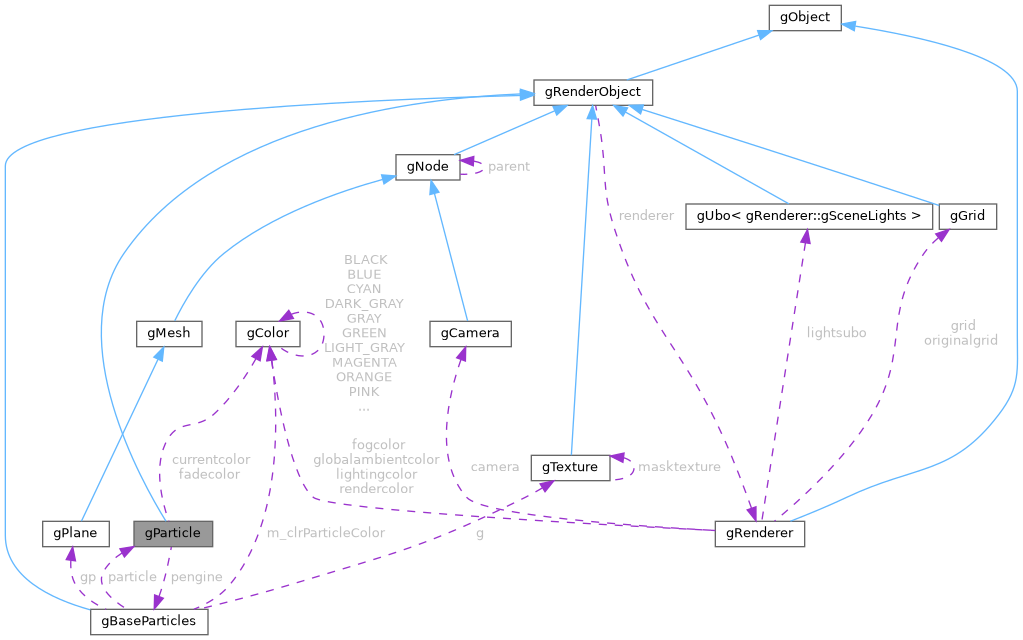 gObject
gRenderObject
gNode
parent
renderer
gUbo< gRenderer::gSceneLights >
gGrid
BLACK
BLUE
CYAN
DARK_GRAY
GRAY
GREEN
LIGHT_GRAY
MAGENTA
ORANGE
PINK
...
gMesh
gColor
gCamera
lightsubo
grid
originalgrid
fogcolor
globalambientcolor
lightingcolor
rendercolor
currentcolor
fadecolor
camera
gTexture
masktexture
gPlane
gParticle
m_clrParticleColor
g
gRenderer
gp
particle
pengine
gBaseParticles